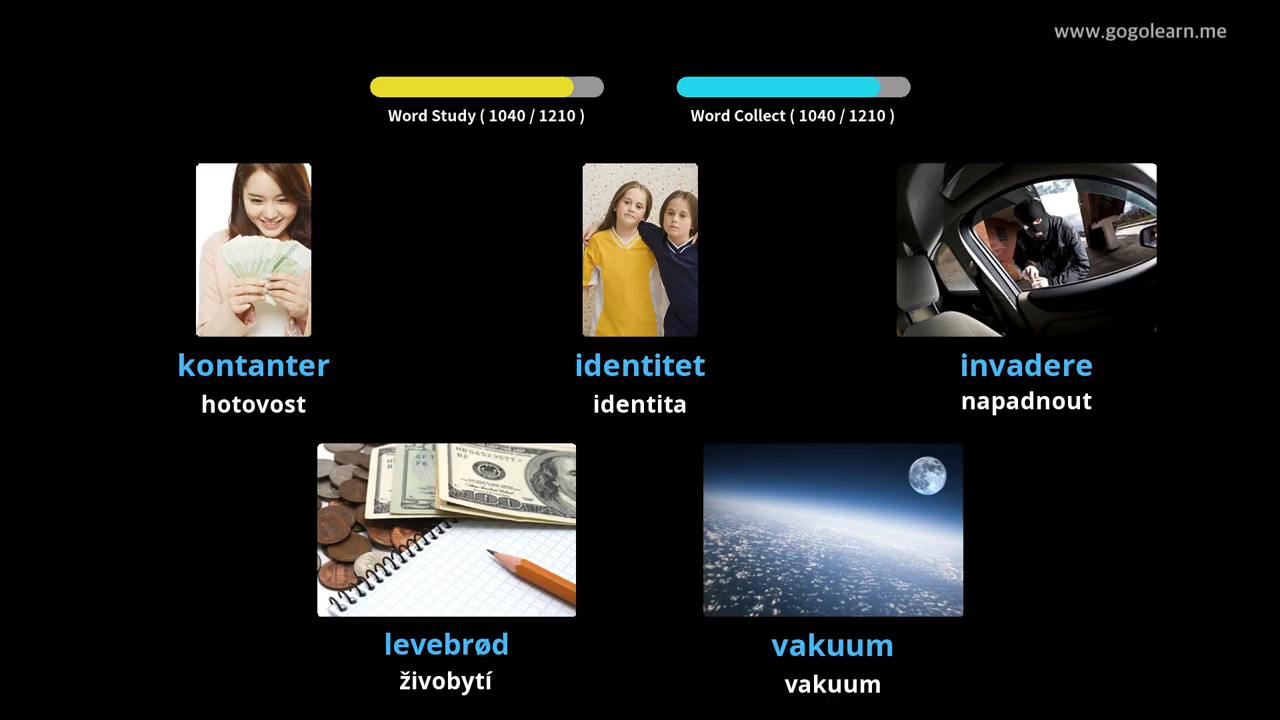 www.gogolearn.me
Word Study ( 1040 / 1210 )
Word Collect ( 1040 / 1210 )
kontanter
hotovost
identitet
identita
invadere
napadnout
levebrød
živobytí
vakuum
vakuum